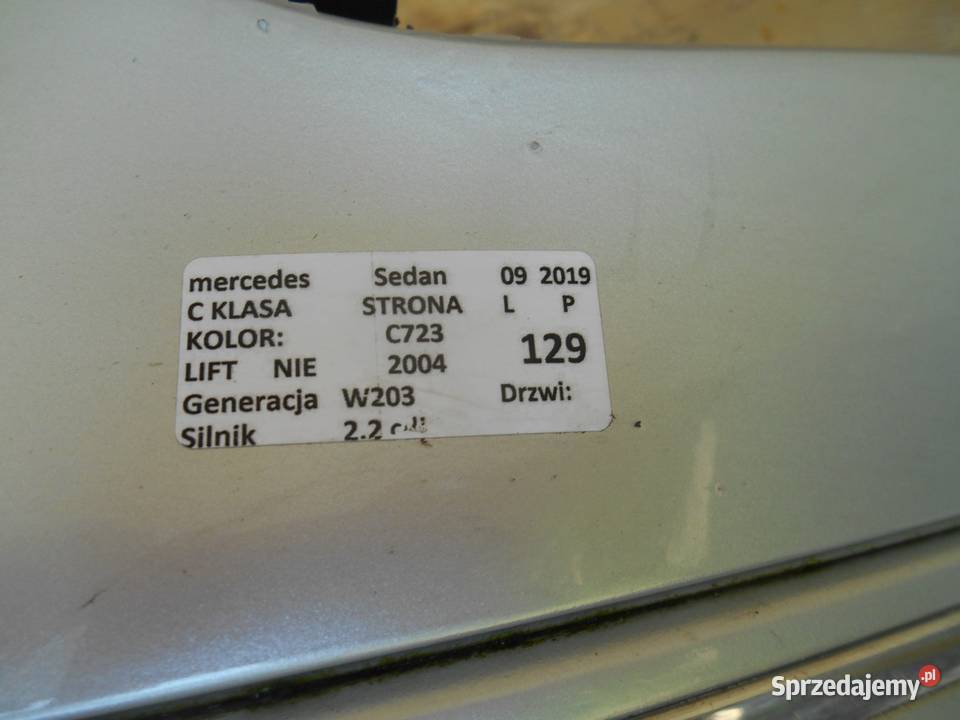 mercedes Sedan 09 2019
C KLASA STRONA L P
KOLOR: C723 129
LIFT NIE 2004
Generacja W203 Drzwi:
Silnik 2.2
Sprzedajemy.pl